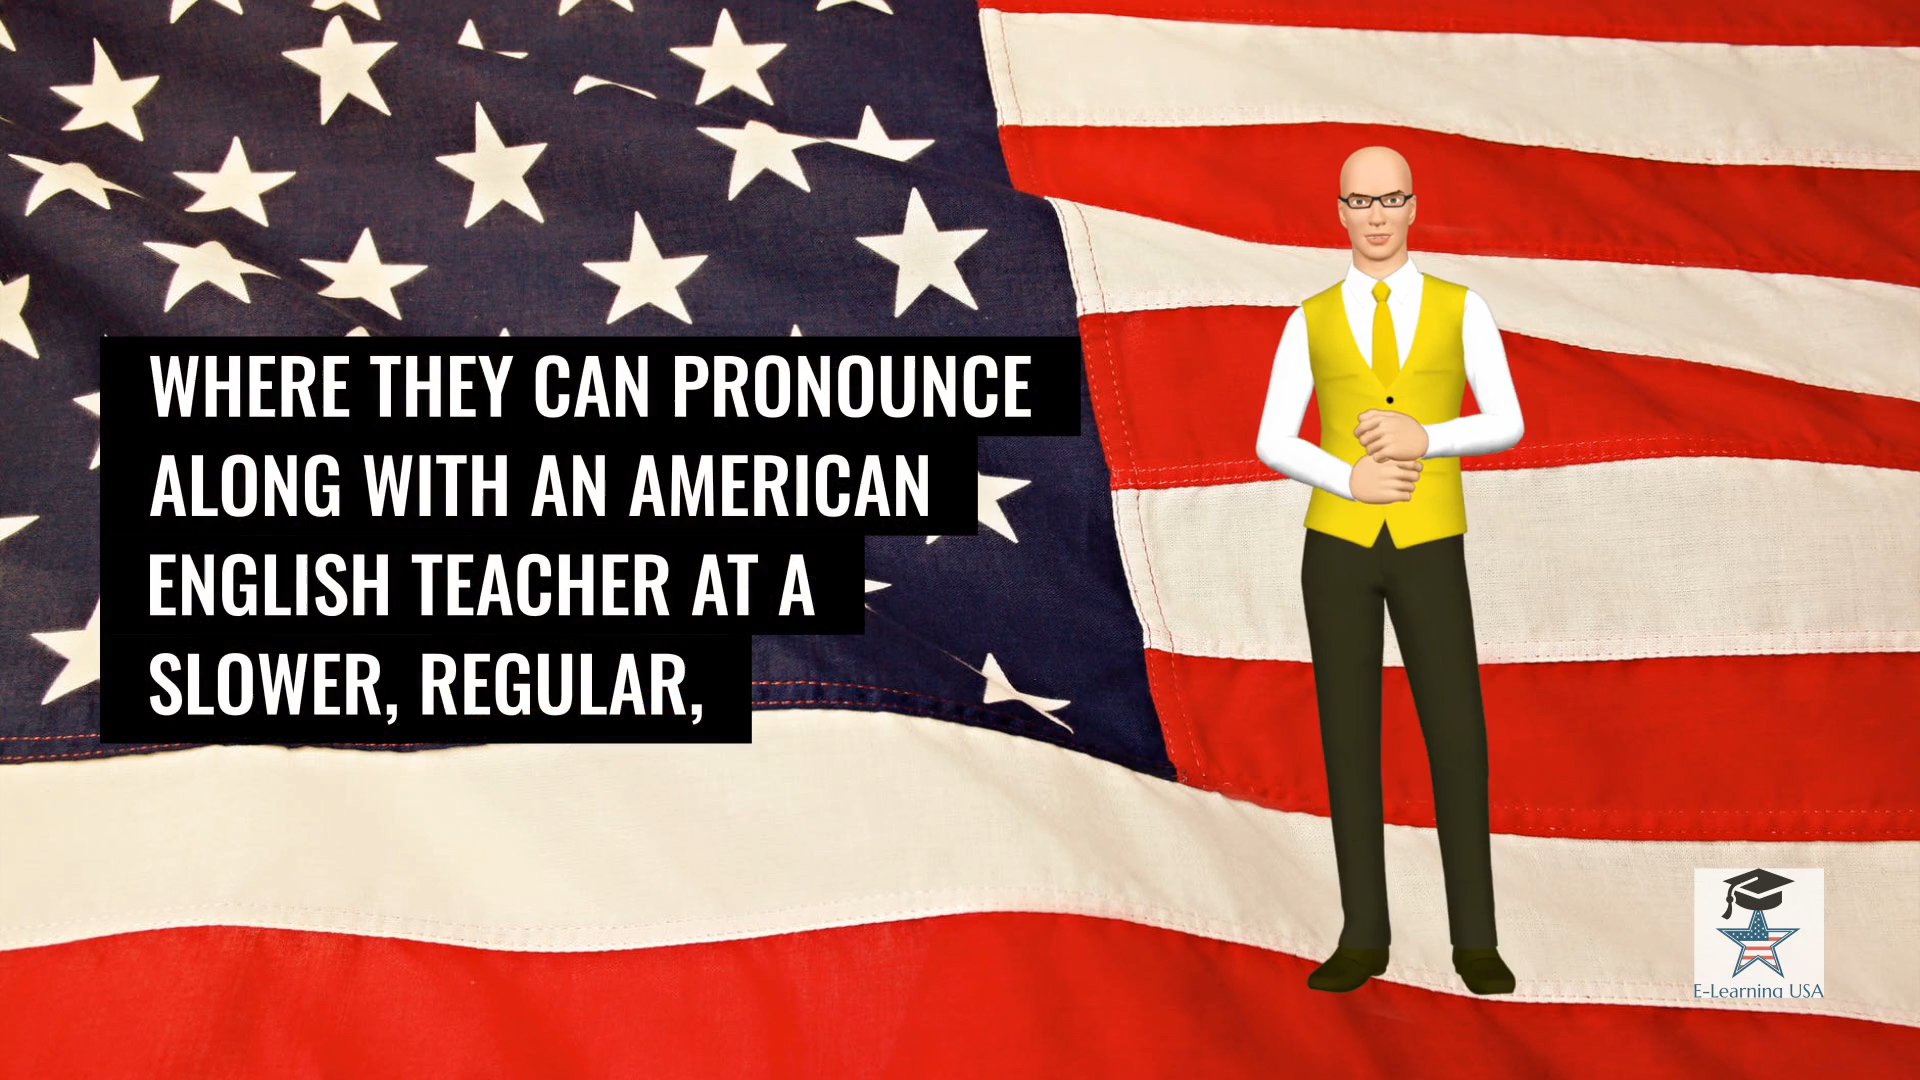 WHERE THEY CAN PRONOUNCE
ALONG WITH AN AMERICAN
ENGLISH TEACHER AT A
SLOWER, REGULAR,
E-Learning USA